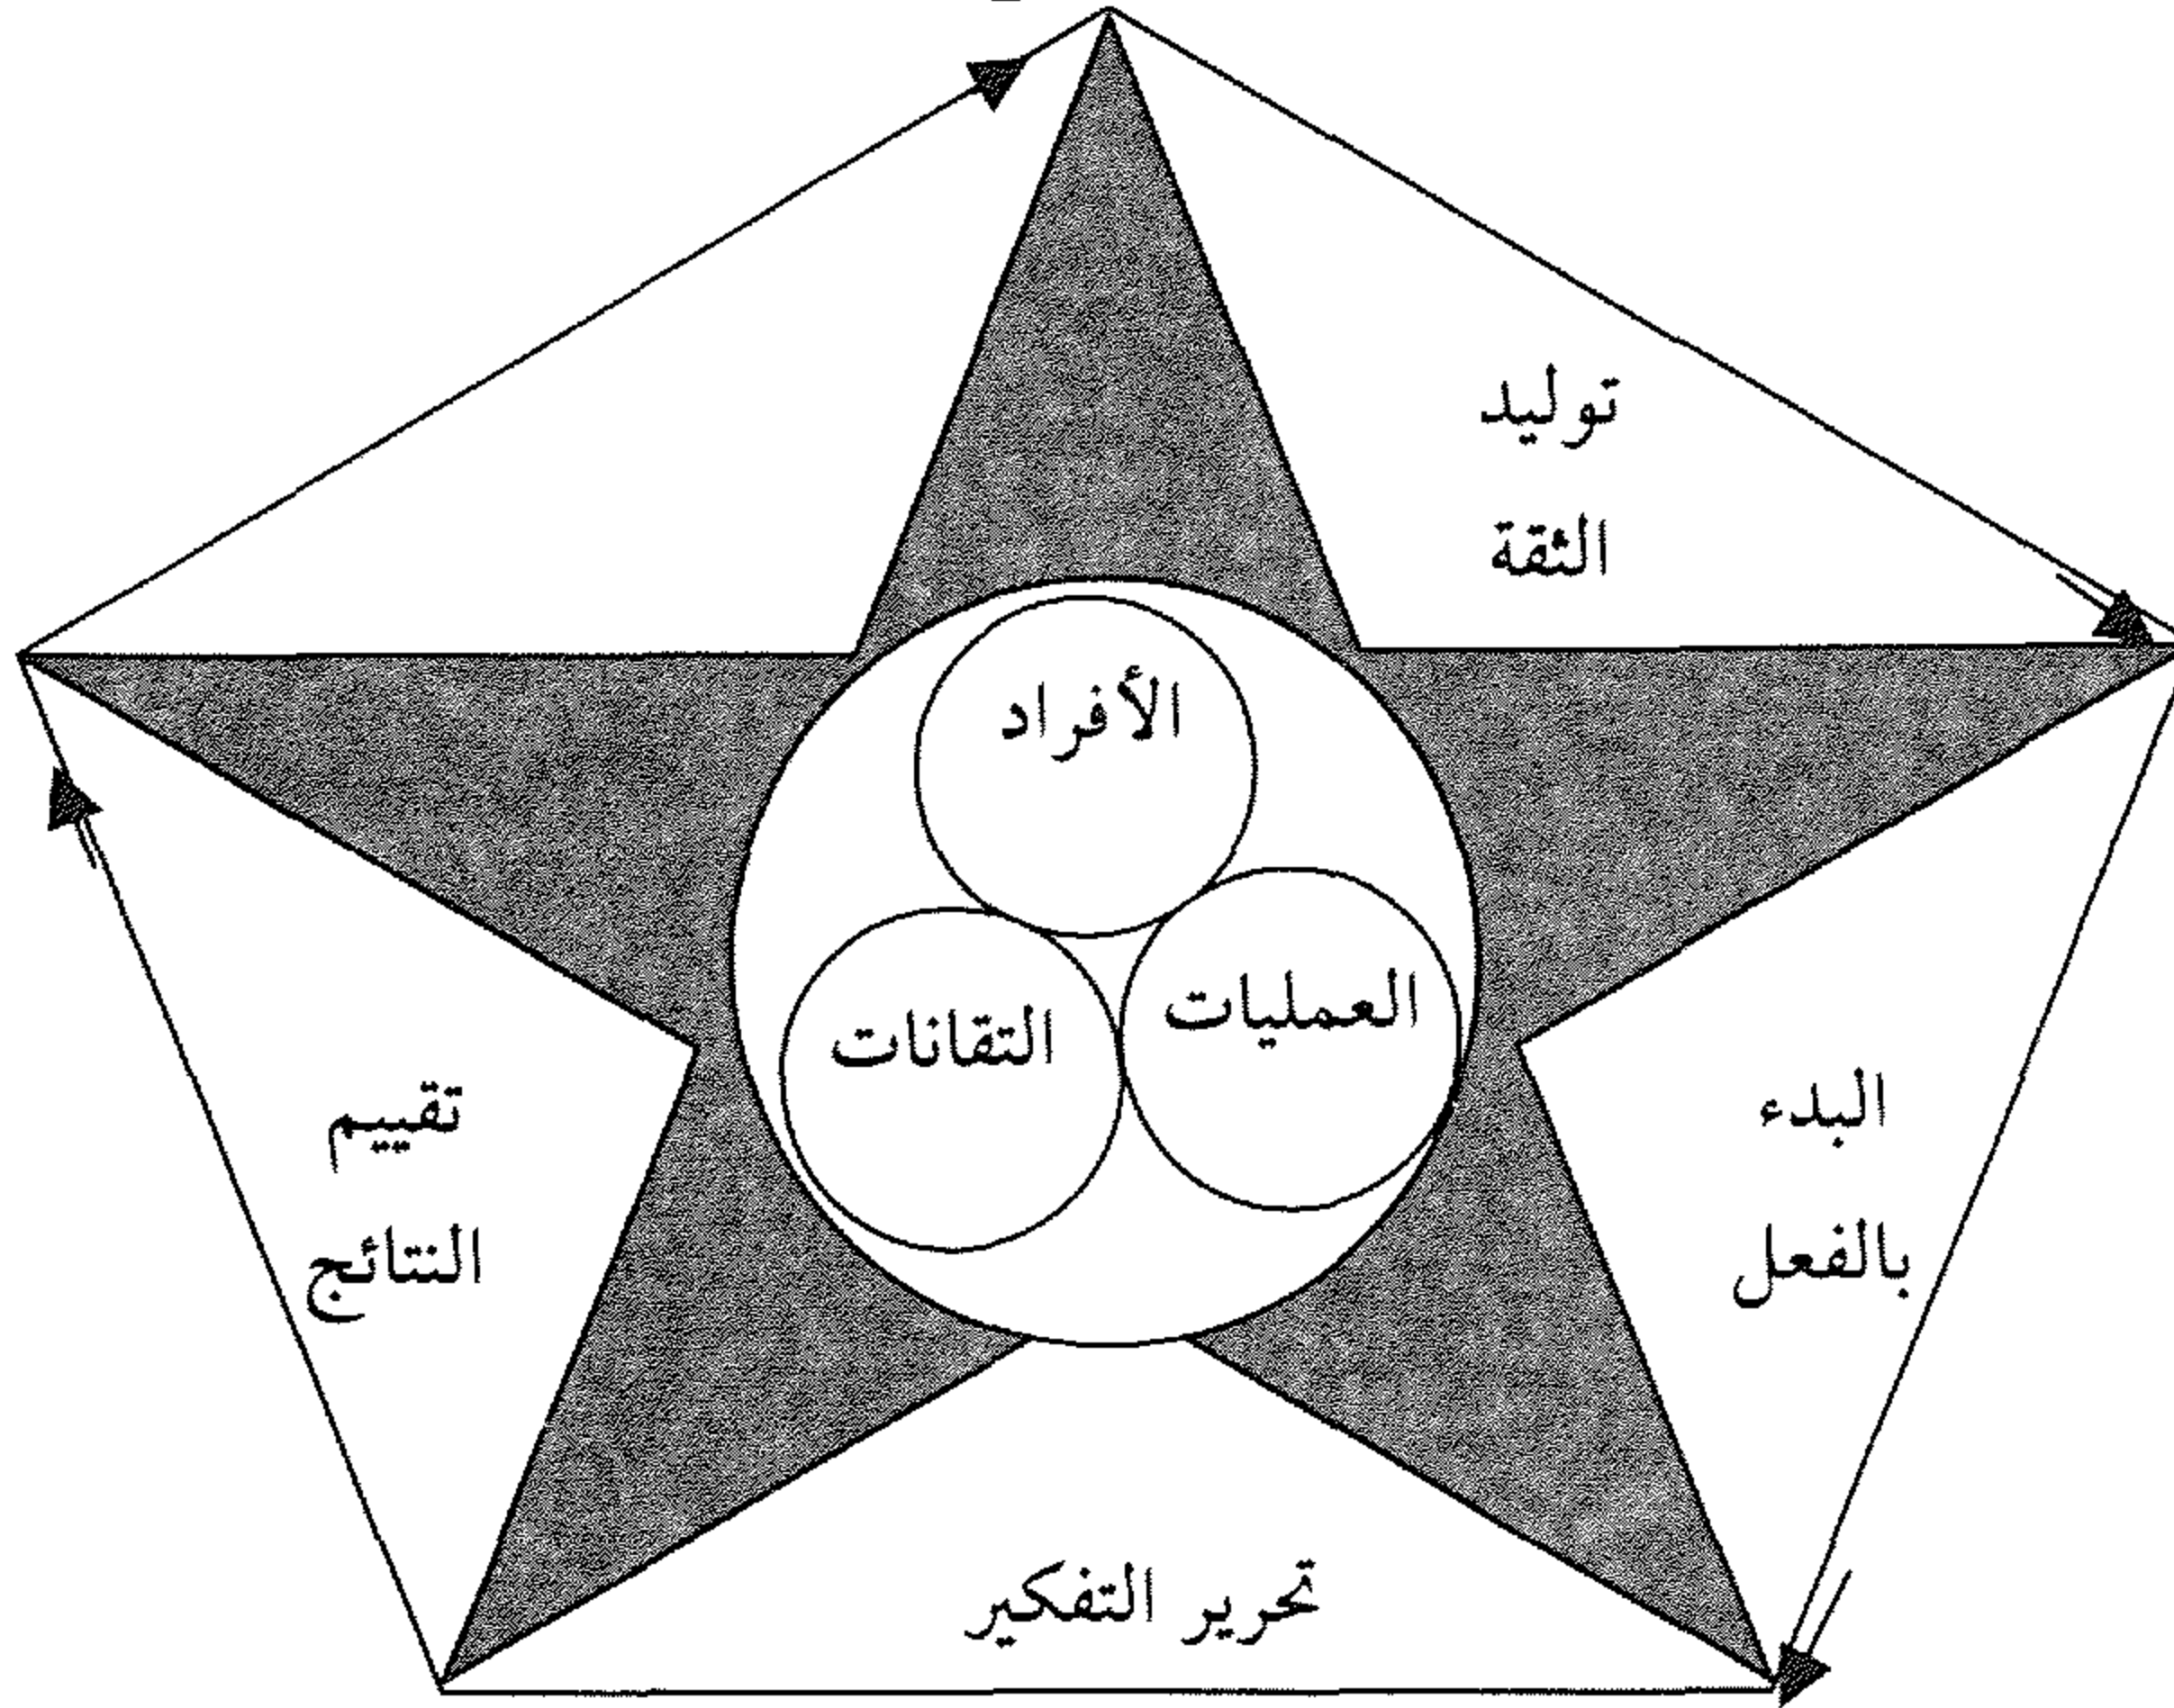 توليد
الثقة
الأفراد
العمليات
التقانات
البدء
بالفعل
تقييم
النتائج
تحرير التفكير